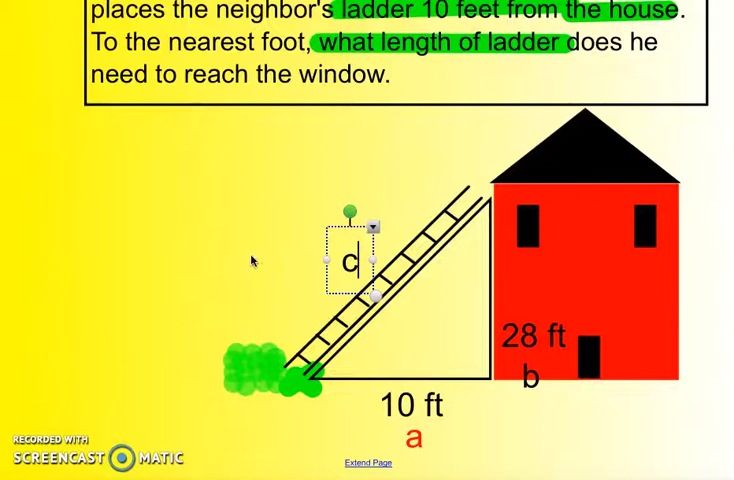 places the neighbor's ladder 10 feet from the house.
To the nearest foot, what length of ladder does he
need to reach the window.
c
28 ft
b
10 ft
a
RECORDED WITH
SCREENCAST MATIC
Extend Page